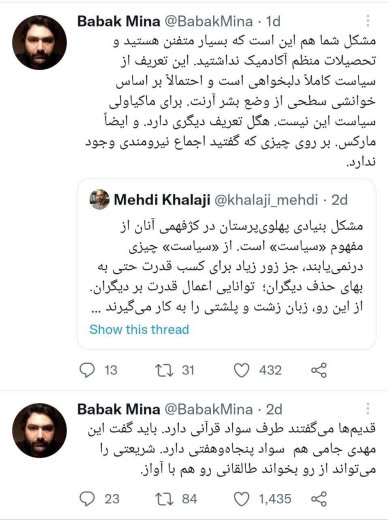 Babak Mina @BabakMina · 1d
مشکل شما هم این است که بسیار متفنن هستید و
تحصیلات منظم آکادمیک نداشتید. این تعریف از
سیاست کاملاً دلبخواهی است و احتمالاً بر اساس
خوانشی سطحی از وضع بشر آرنت. برای ماکیاولی
سیاست این نیست. هگل تعریف دیگری دارد. و ایضاً
مارکس. بر روی چیزی که گفتید اجماع نیرومندی وجود
ندارد.
Mehdi Khalaji @khalaji_mehdi · 2d
مشکل بنیادی پهلوی‌پرستان در کژفهمی آنان از
مفهوم «سیاست» است. از «سیاست» چیزی
درنمی‌یابند، جز زور زیاد برای کسب قدرت حتی به
بهای حذف دیگران؛ توانایی اعمال قدرت بر دیگران.
از این رو، زبان زشت و پلشتی را به کار می‌گیرند ...
Show this thread
13 31 432
Babak Mina @BabakMina · 2d
قدیم‌ها می‌گفتند طرف سواد قرآنی دارد. باید گفت این
مهدی جامی هم سواد پنجاه‌وهفتی دارد. شریعتی را
می‌تواند از رو بخواند طالقانی رو هم با آواز.
23 84 1,435